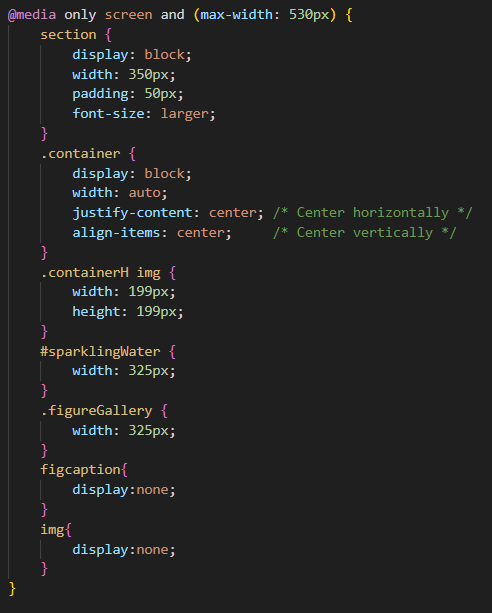 @media only screen and (max-width: 530px) {
    section {
        display: block;
        width: 350px;
        padding: 50px;
        font-size: larger;
    }
    .container {
        display: block;
        width: auto;
        justify-content: center; /* Center horizontally */
        align-items: center;     /* Center vertically */
    }
    .containerH img {
        width: 199px;
        height: 199px;
    }
    #sparklingWater {
        width: 325px;
    }
    .figureGallery {
        width: 325px;
    }
    figcaption{
        display:none;
    }
    img{
        display:none;
    }
}